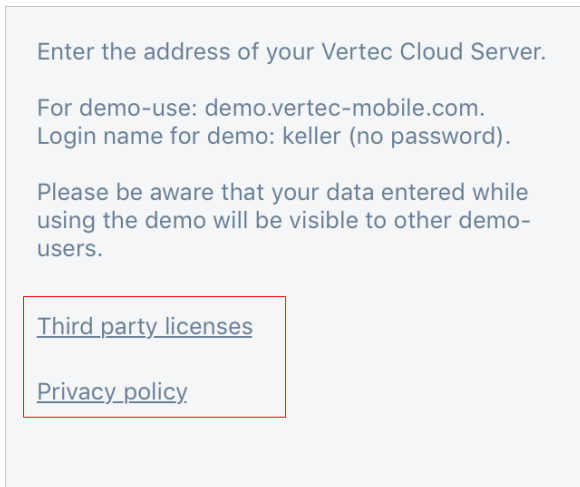 Enter the address of your Vertec Cloud Server.
For demo-use: demo.vertec-mobile.com.
Login name for demo: keller (no password).
Please be aware that your data entered while
using the demo will be visible to other demo-
users.
Third party licenses
Privacy policy